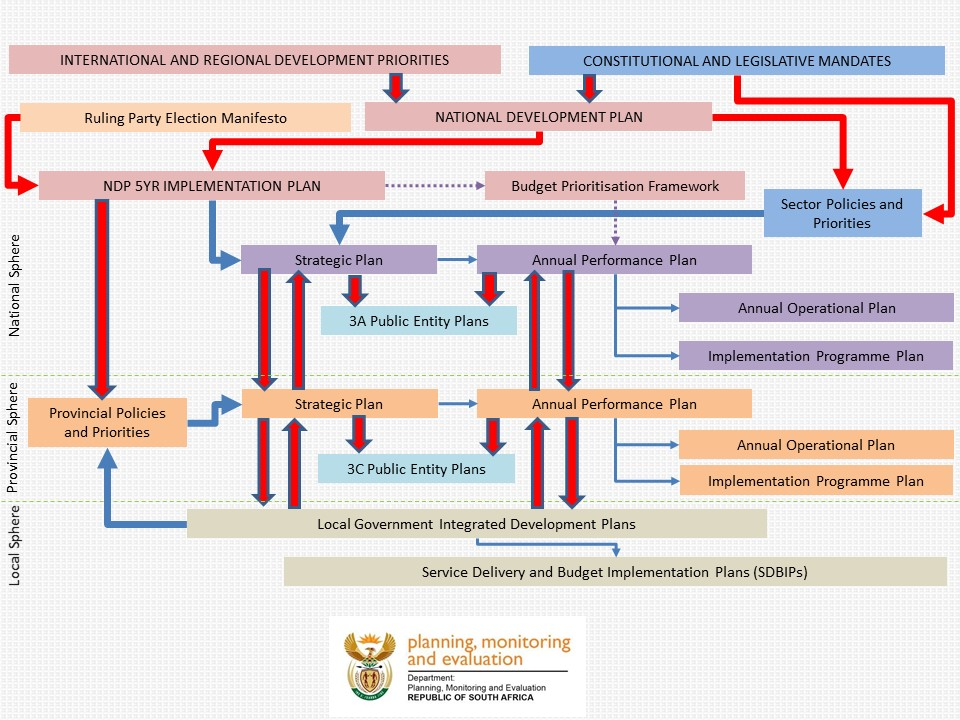 INTERNATIONAL AND REGIONAL DEVELOPMENT PRIORITIES
CONSTITUTIONAL AND LEGISLATIVE MANDATES
Ruling Party Election Manifesto
NATIONAL DEVELOPMENT PLAN
NDP 5YR IMPLEMENTATION PLAN
Budget Prioritisation Framework
Sector Policies and
Priorities
National Sphere
Strategic Plan
Annual Performance Plan
3A Public Entity Plans
Annual Operational Plan
Implementation Programme Plan
Provincial Sphere
Provincial Policies
and Priorities
Strategic Plan
Annual Performance Plan
3C Public Entity Plans
Annual Operational Plan
Implementation Programme Plan
Local Sphere
Local Government Integrated Development Plans
Service Delivery and Budget Implementation Plans (SDBIPs)
planning, monitoring
and evaluation
Department:
Planning, Monitoring and Evaluation
REPUBLIC OF SOUTH AFRICA